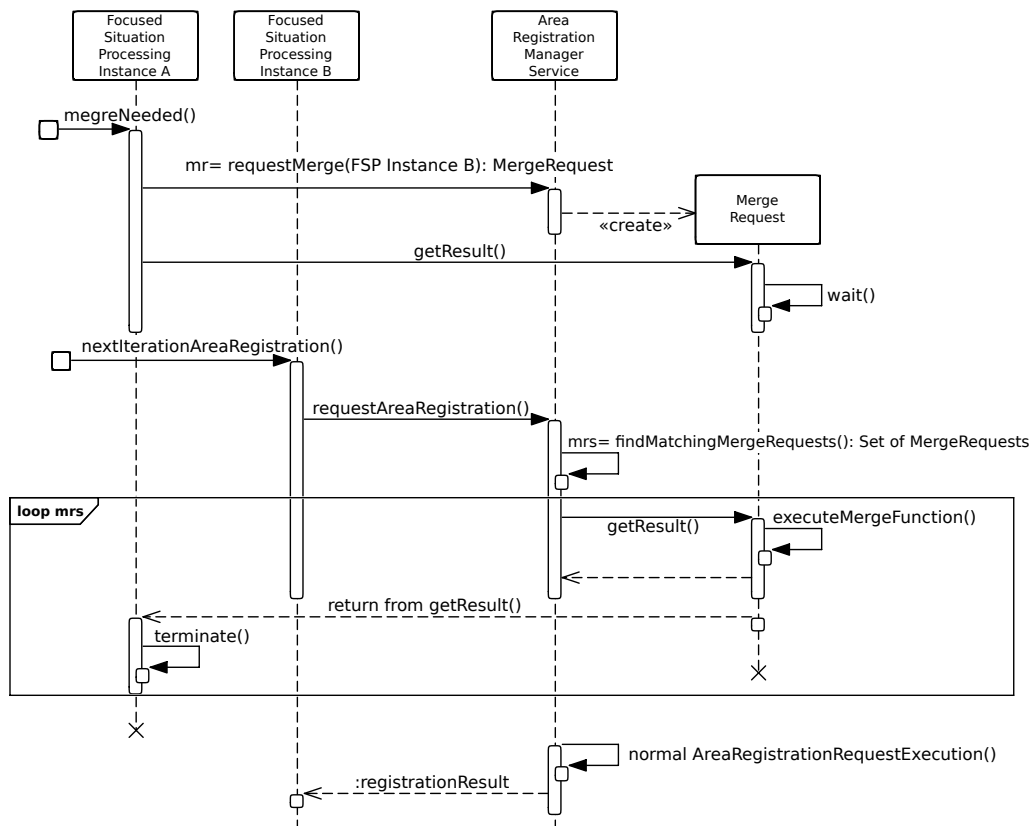 Focused
Situation
Processing
Instance A
Focused
Situation
Processing
Instance B
Area
Registration
Manager
Service
megreNeeded()
mr= requestMerge(FSP Instance B): MergeRequest
Merge
Request
«create»
getResult()
wait()
nextIterationAreaRegistration()
requestAreaRegistration()
mrs= findMatchingMergeRequests(): Set of MergeRequests
loop mrs
getResult()
executeMergeFunction()
return from getResult()
terminate()
normal AreaRegistrationRequestExecution()
:registrationResult